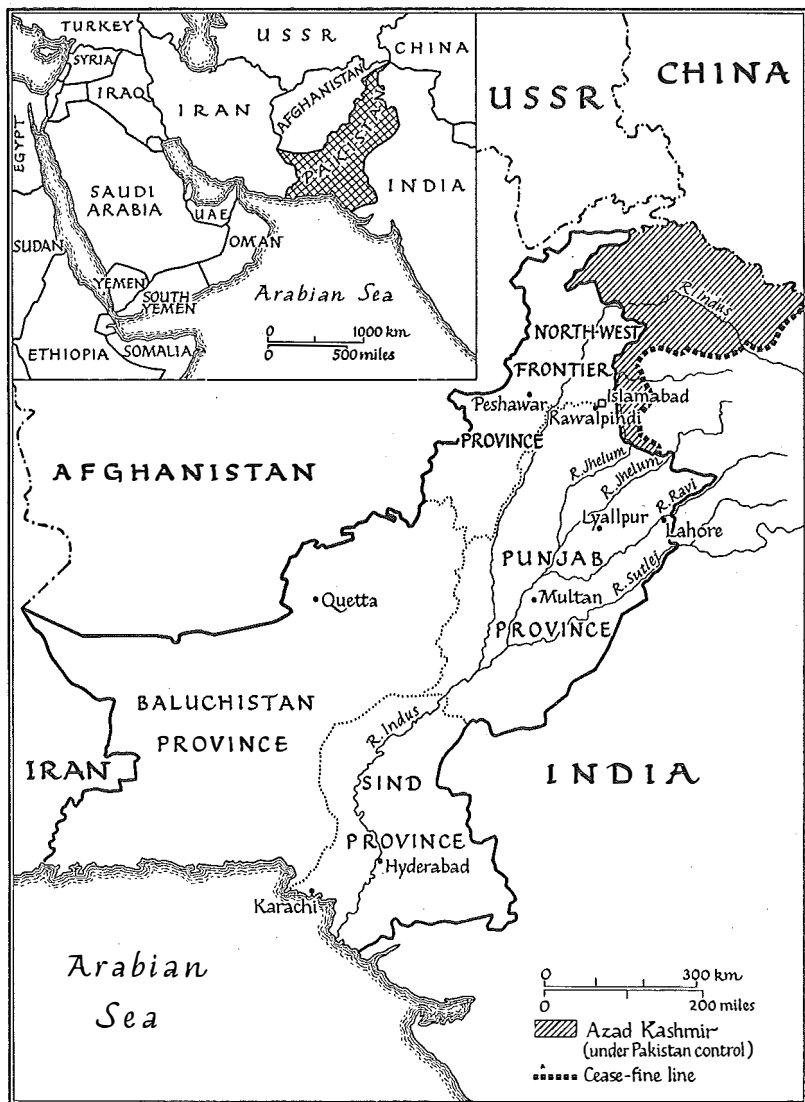 TURKEY
USSR
CHINA
SYRIA
IRAQ
IRAN
AFGHANISTAN
PAKISTAN
EGYPT
INDIA
SAUDI
ARABIA
UAE
OMAN
SUDAN
YEMEN
SOUTH
YEMEN
Arabian Sea
ETHIOPIA
SOMALIA
0 1000 km
0 500 miles
USSR
CHINA
R. Indus
NORTH-WEST
FRONTIER
PROVINCE
Peshawar
Islamabad
Rawalpindi
AFGHANISTAN
R. Jhelum
R. Jhelum
R. Ravi
Lyallpur
Lahore
PUNJAB
R. Sutlej
Quetta
Multan
PROVINCE
BALUCHISTAN
PROVINCE
R. Indus
IRAN
SIND
PROVINCE
INDIA
Hyderabad
Karachi
Arabian
Sea
0 300 km
0 200 miles
Azad Kashmir
(under Pakistan control)
Cease-fine line